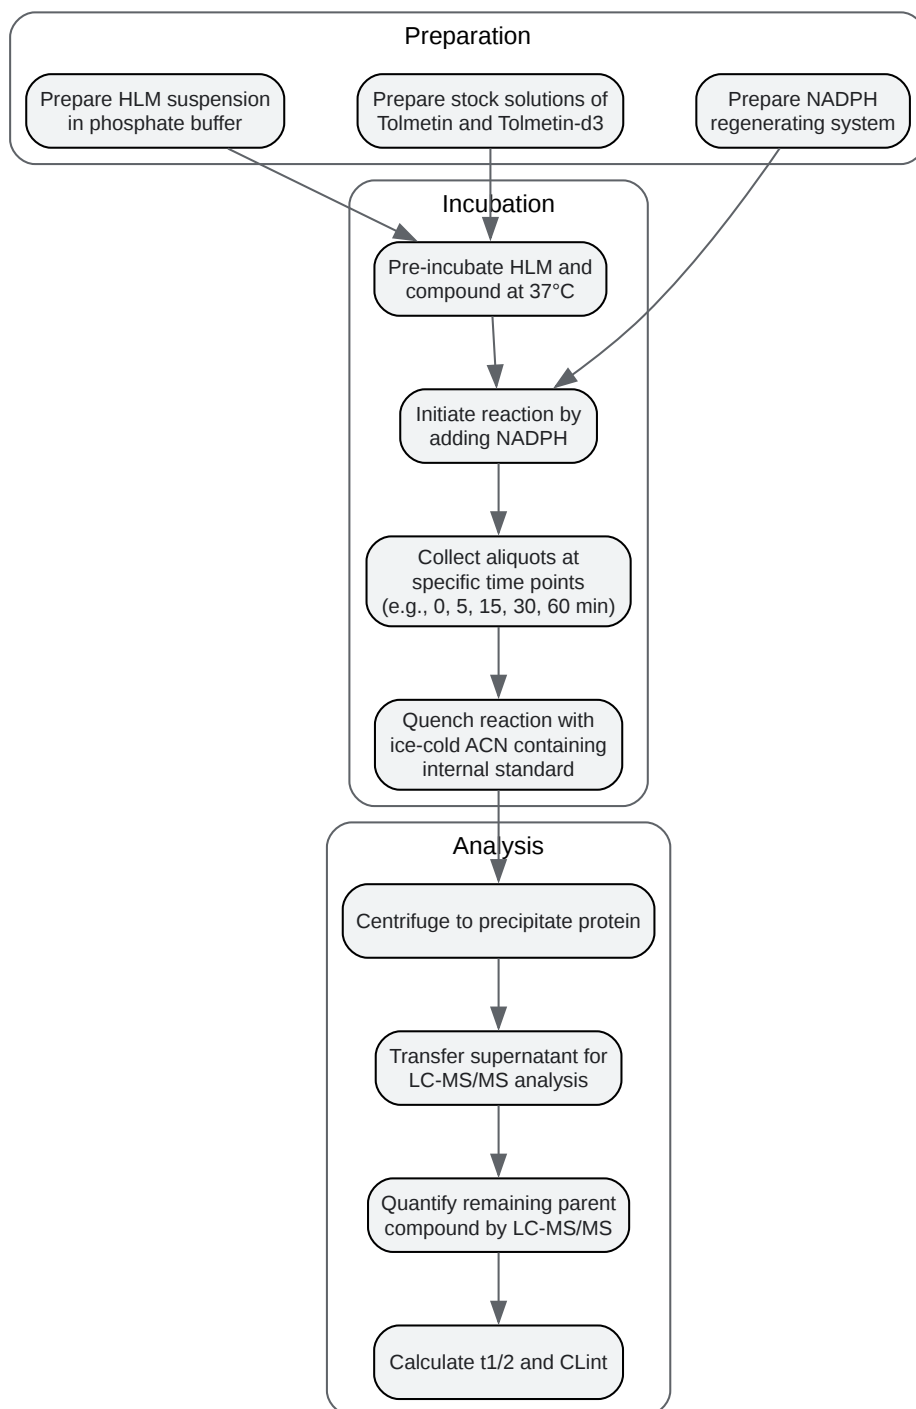 Preparation
Prepare HLM suspension
in phosphate buffer
Prepare stock solutions of
Tolmetin and Tolmetin-d3
Prepare NADPH
regenerating system
Incubation
Pre-incubate HLM and
compound at 37°C
Initiate reaction by
adding NADPH
Collect aliquots at
specific time points
(e.g., 0, 5, 15, 30, 60 min)
Quench reaction with
ice-cold ACN containing
internal standard
Analysis
Centrifuge to precipitate protein
Transfer supernatant for
LC-MS/MS analysis
Quantify remaining parent
compound by LC-MS/MS
Calculate t1/2 and CLint